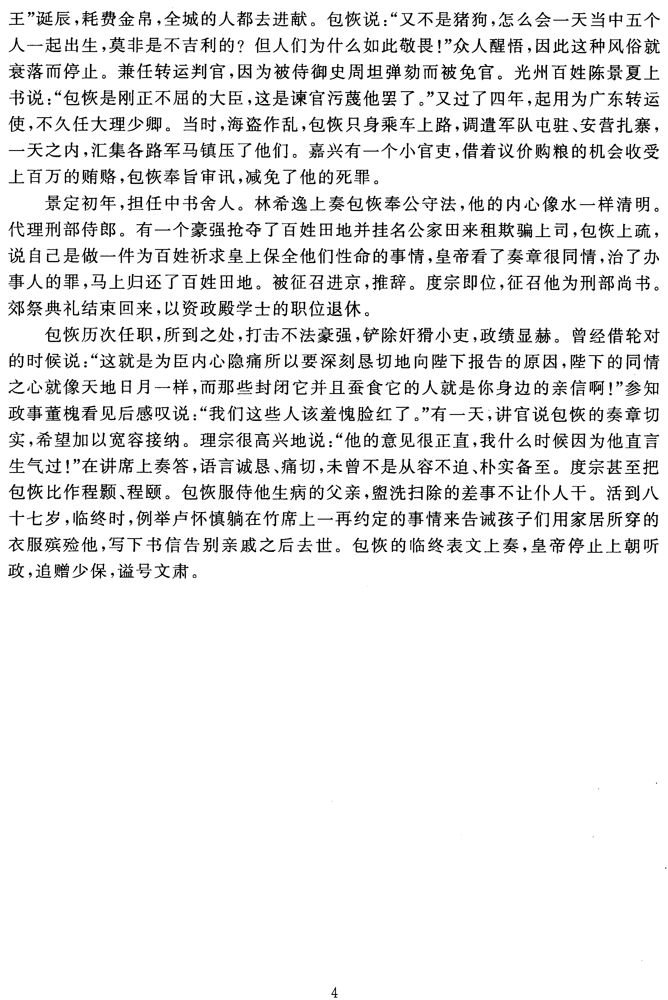 王”诞辰,耗费金帛,全城的人都去进献。包恢说:“又不是猪狗,怎么会一天当中五个
人一起出生,莫非是不吉利的? 但人们为什么如此敬畏!”众人醒悟,因此这种风俗就
衰落而停止。兼任转运判官,因为被侍御史周坦弹劾而被免官。光州百姓陈景夏上
书说:“包恢是刚正不屈的大臣,这是谏官污蔑他罢了。”又过了四年,起用为广东转运
使,不久任大理少卿。当时,海盗作乱,包恢只身乘车上路,调遣军队屯驻、安营扎寨,
一天之内,汇集各路军马镇压了他们。嘉兴有一个小官吏,借着议价购粮的机会收受
上百万的贿赂,包恢奉旨审讯,减免了他的死罪。
景定初年,担任中书舍人。林希逸上奏包恢奉公守法,他的内心像水一样清明。
代理刑部侍郎。有一个豪强抢夺了百姓田地并挂名公家田来租欺骗上司,包恢上疏,
说自己是做一件为百姓祈求皇上保全他们性命的事情,皇帝看了奏章很同情,治了办
事人的罪,马上归还了百姓田地。被征召进京,推辞。度宗即位,征召他为刑部尚书。
郊祭典礼结束回来,以资政殿学士的职位退休。
包恢历次任职,所到之处,打击不法豪强,铲除奸猾小吏,政绩显赫。曾经借轮对
的时候说:“这就是为臣内心隐痛所以要深刻恳切地向陛下报告的原因,陛下的同情
之心就像天地日月一样,而那些封闭它并且蚕食它的人就是你身边的亲信啊!”参知
政事董槐看见后感叹说:“我们这些人该羞愧脸红了。”有一天,讲官说包恢的奏章切
实,希望加以宽容接纳。理宗很高兴地说:“他的意见很正直,我什么时候因为他直言
生气过!”在讲席上奏答,语言诚恳、痛切,未曾不是从容不迫、朴实备至。度宗甚至把
包恢比作程颢、程颐。包恢服侍他生病的父亲,盥洗扫除的差事不让仆人干。活到八
十七岁,临终时,例举卢怀慎躺在竹席上一再约定的事情来告诫孩子们用家居所穿的
衣服殡殓他,写下书信告别亲戚之后去世。包恢的临终表文上奏,皇帝停止上朝听
政,追赠少保,谥号文肃。
4